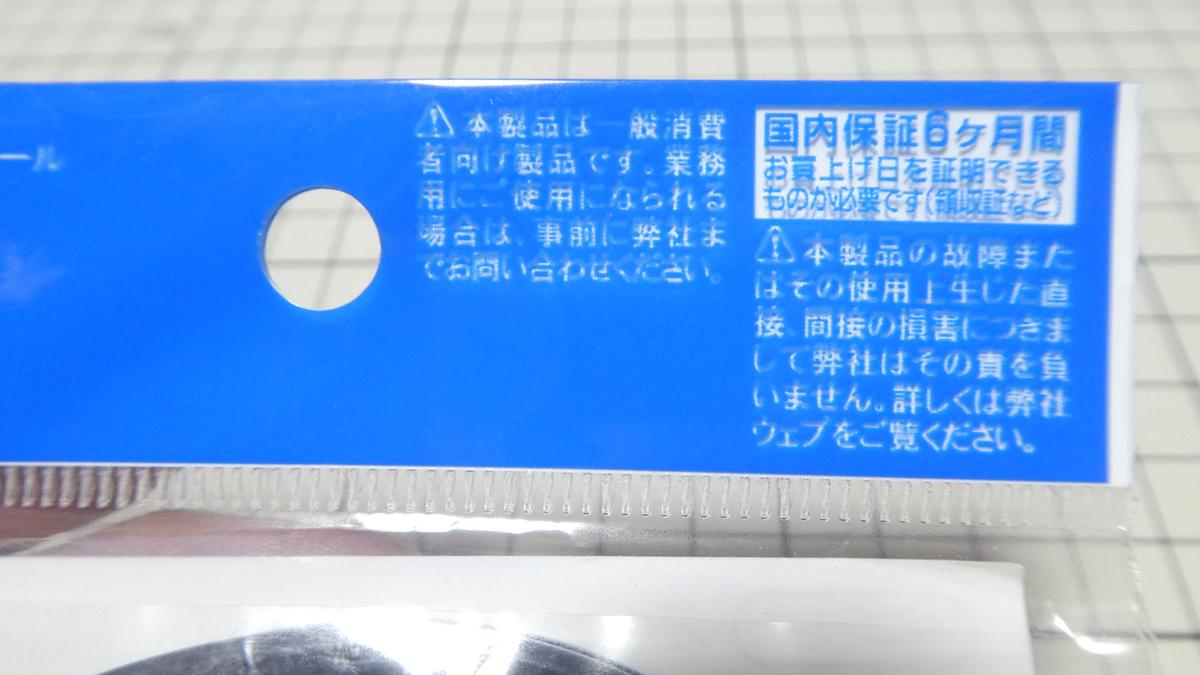 ール
⚠本製品は一般消費
者向け製品です。業務
用にご使用になられる
場合は、事前に弊社ま
でお問い合わせください。
国内保証6ケ月間
お買上げ日を証明できる
ものが必要です(領収証など)
⚠本製品の故障また
はその使用上生じた直
接、間接の損害につきま
して弊社はその責を負
いません。詳しくは弊社
ウェブをご覧ください。